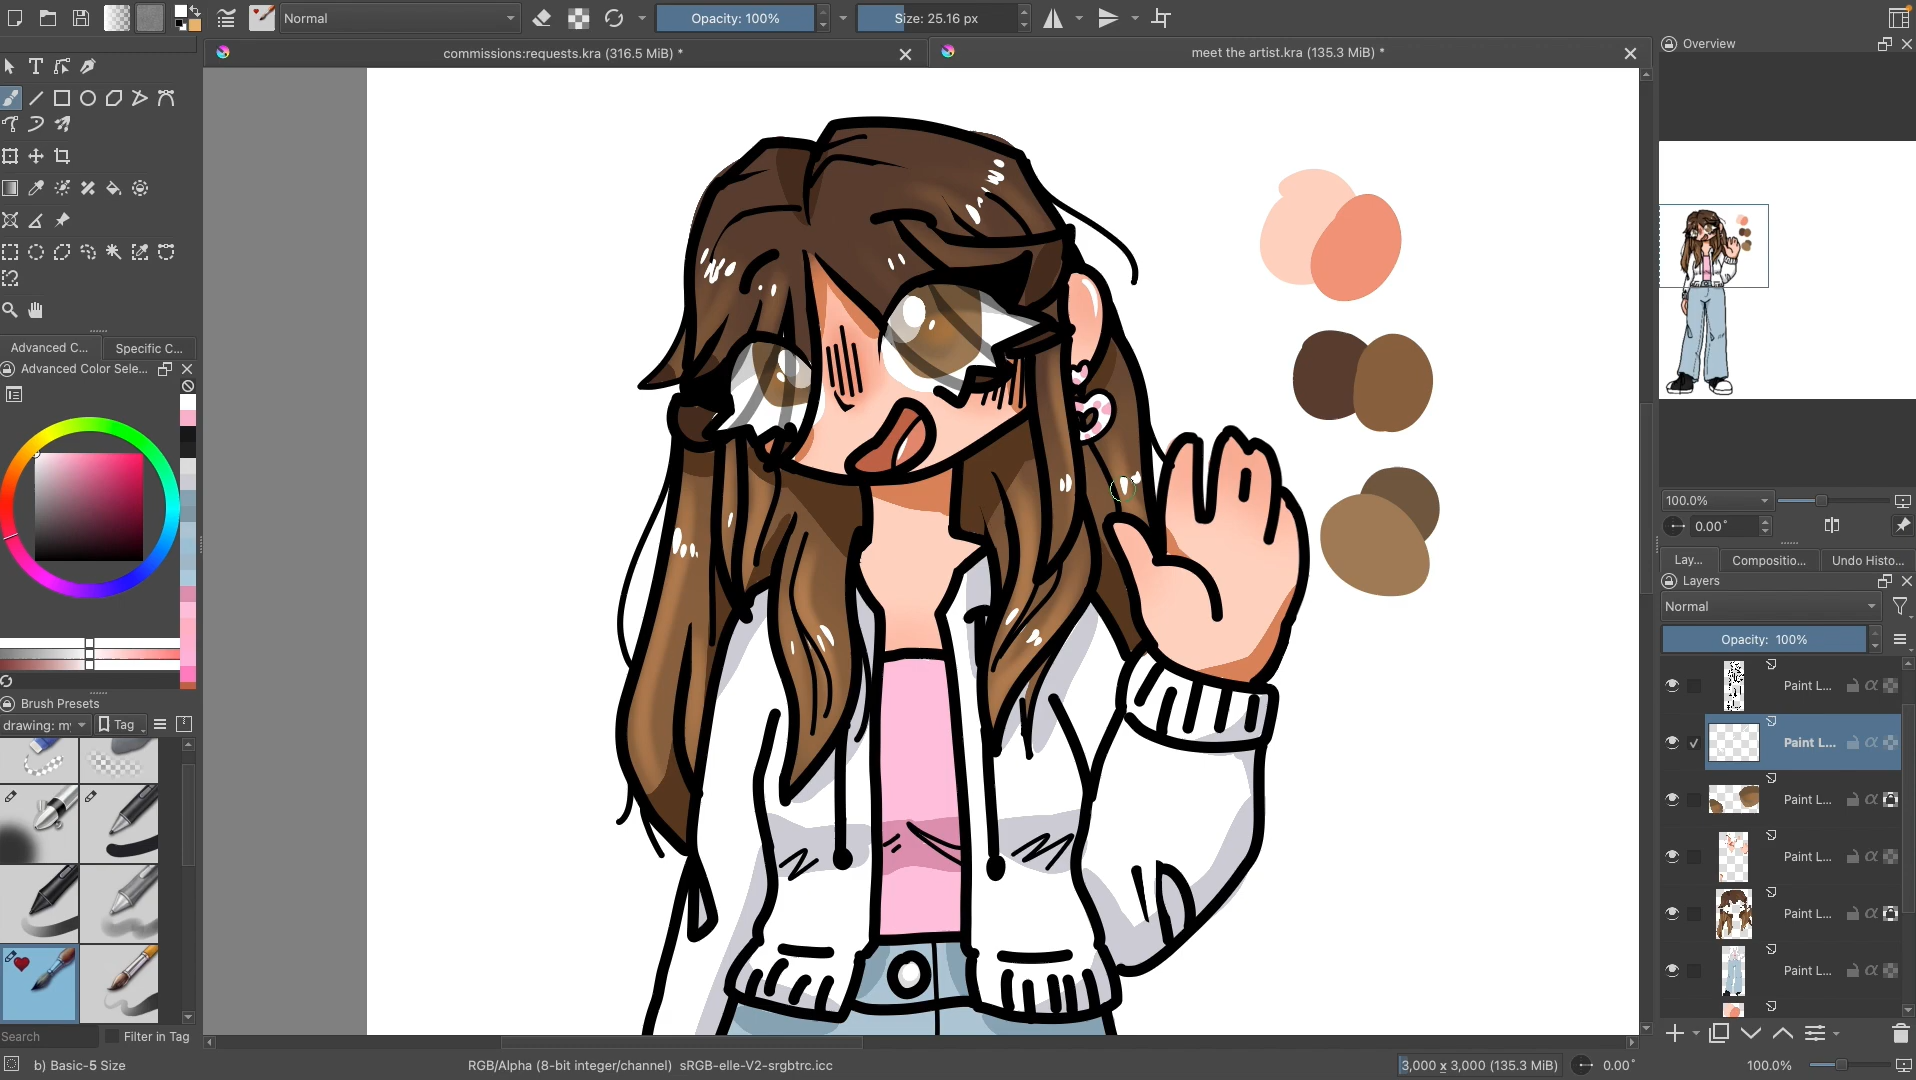 Normal
Opacity: 100%
Size: 25.16 px
commissions:requests.kra (316.5 MiB) *
meet the artist.kra (135.3 MiB) *
Overview
Advanced C...
Specific C...
Advanced Color Sele...
Brush Presets
drawing: m
Tag
Search
Filter in Tag
b) Basic-5 Size
RGB/Alpha (8-bit integer/channel) sRGB-elle-V2-srgbtrc.icc
3,000 x 3,000 (135.3 MiB)
0.00°
100.0%
100.0%
0.00°
Lay...
Compositio...
Undo Histo...
Layers
Normal
Opacity: 100%
Paint L...
Paint L...
Paint L...
Paint L...
Paint L...
Paint L...